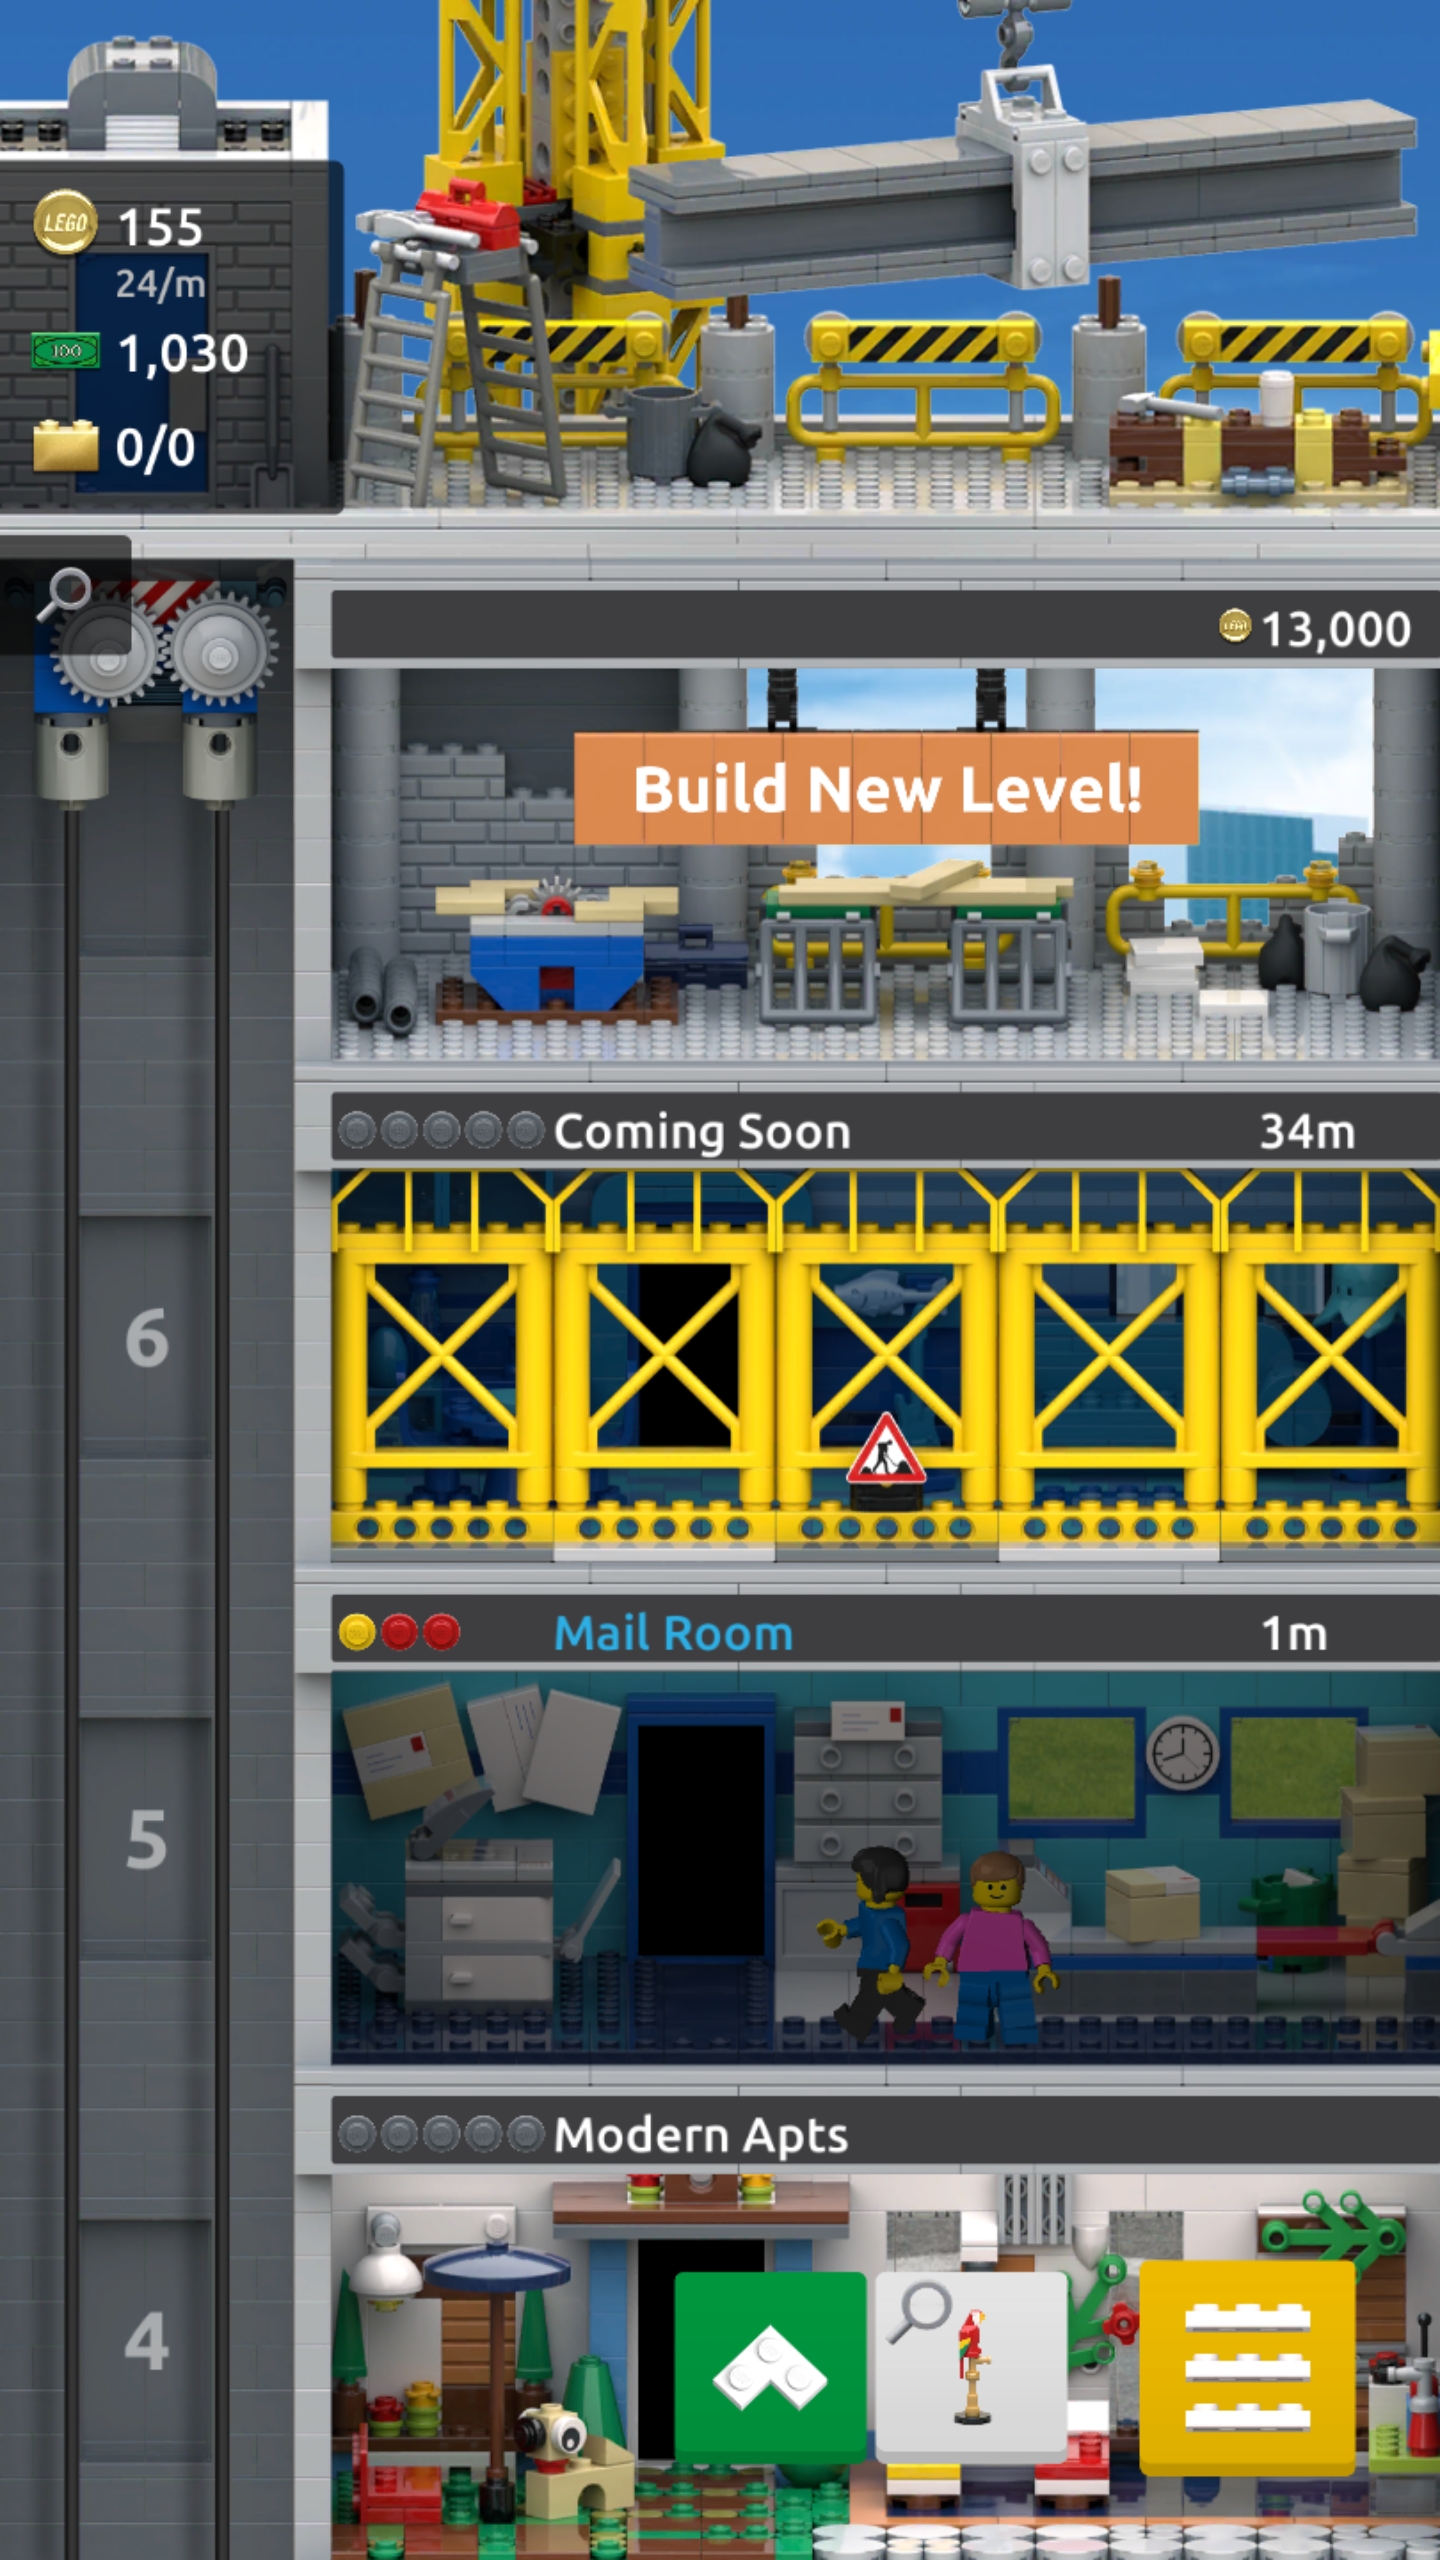 LEGO 155
24/m
100 1,030
0/0
13,000
Build New Level!
Coming Soon 34m
6
Mail Room 1m
5
Modern Apts
4